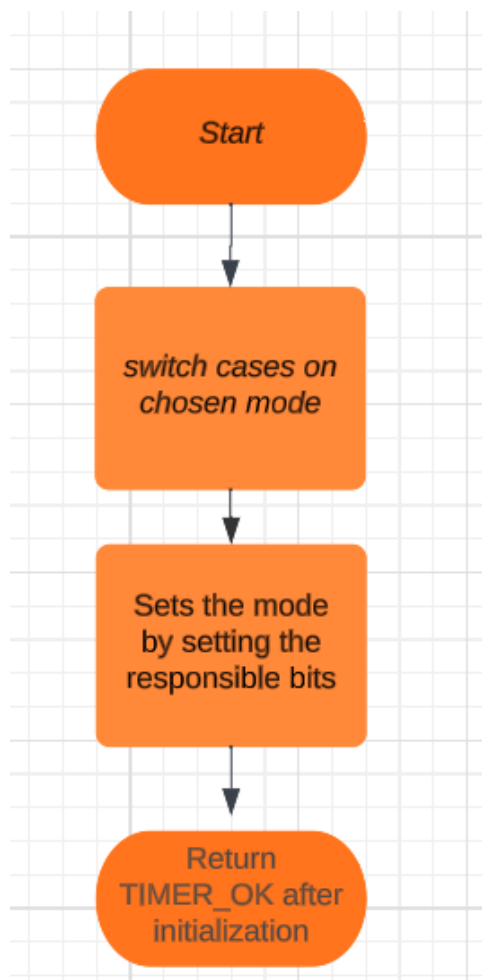 Start
switch cases on
chosen mode
Sets the mode
by setting the
responsible bits
Return
TIMER_OK after
initialization